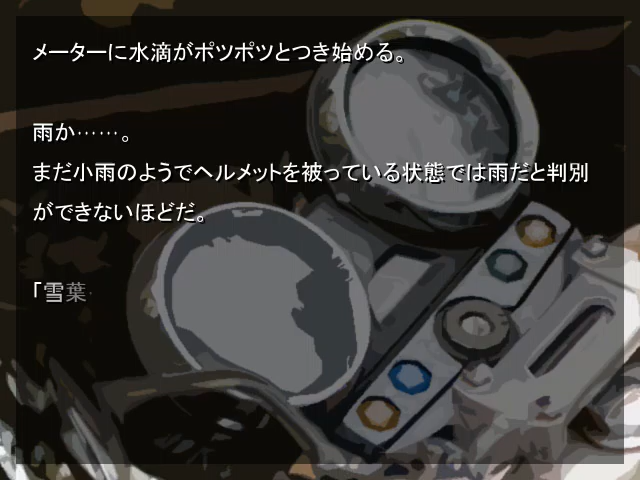 メーターに水滴がポツポツとつき始める。
雨か……。
まだ小雨のようでヘルメットを被っている状態では雨だと判別
ができないほどだ。
「雪葉